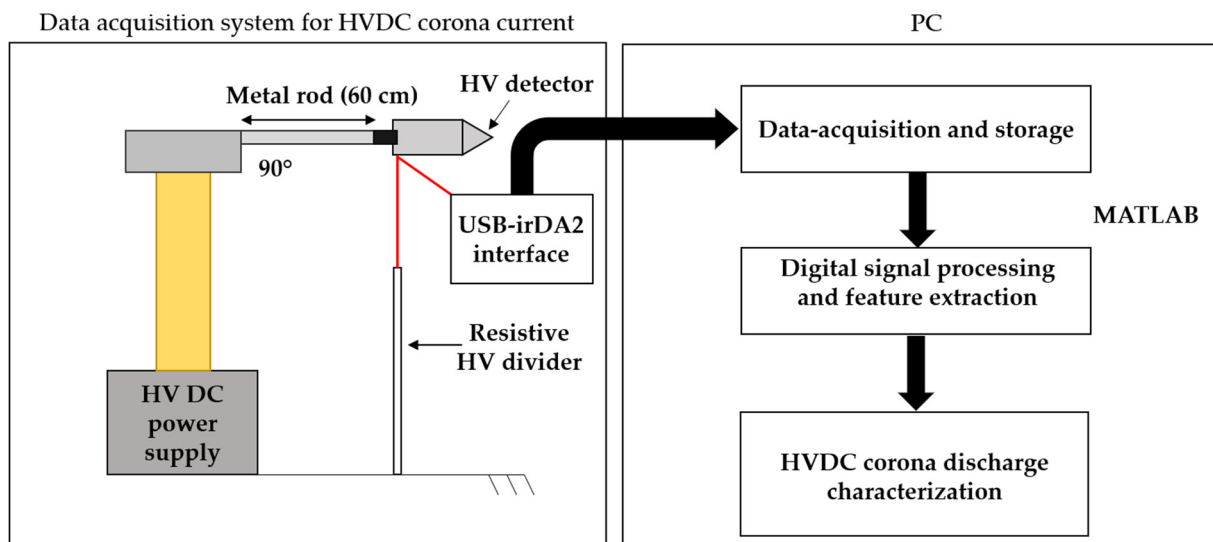 Data acquisition system for HVDC corona current
Metal rod (60 cm)
HV detector
90°
USB-irDA2
interface
Resistive
HV divider
HV DC
power
supply
PC
Data-acquisition and storage
MATLAB
Digital signal processing
and feature extraction
HVDC corona discharge
characterization